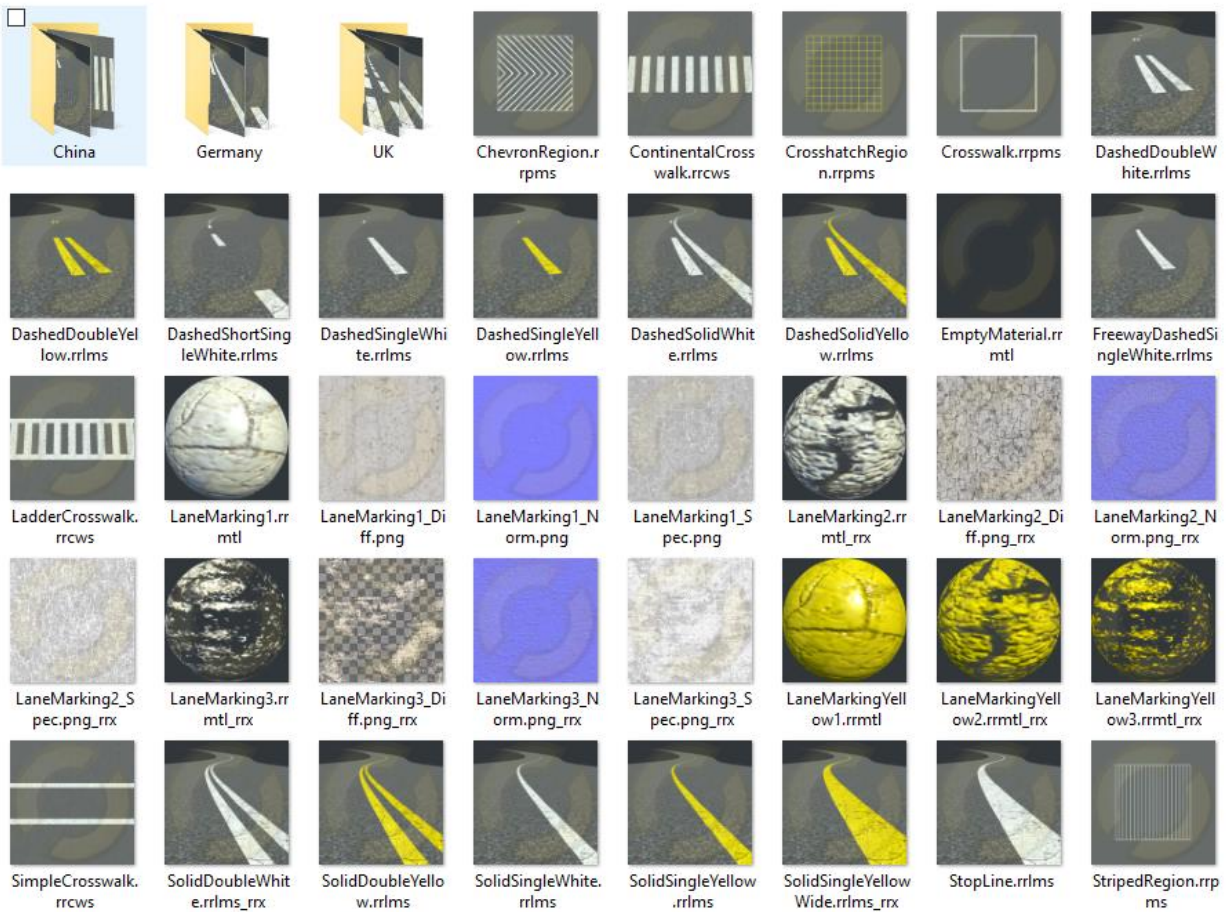 China
Germany
UK
ChevronRegion.r
rpms
ContinentalCross
walk.rrcws
CrosshatchRegio
n.rrpms
Crosswalk.rrpms
DashedDoubleW
hite.rrlms
DashedDoubleYel
low.rrlms
DashedShortSing
leWhite.rrlms
DashedSingleWhi
te.rrlms
DashedSingleYell
ow.rrlms
DashedSolidWhit
e.rrlms
DashedSolidYello
w.rrlms
EmptyMaterial.rr
mtl
FreewayDashedSi
ngleWhite.rrlms
LadderCrosswalk.
rrcws
LaneMarking1.rr
mtl
LaneMarking1_Di
ff.png
LaneMarking1_N
orm.png
LaneMarking1_S
pec.png
LaneMarking2.rr
mtl_rrx
LaneMarking2_Di
ff.png_rrx
LaneMarking2_N
orm.png_rrx
LaneMarking2_S
pec.png_rrx
LaneMarking3.rr
mtl_rrx
LaneMarking3_Di
ff.png_rrx
LaneMarking3_N
orm.png_rrx
LaneMarking3_S
pec.png_rrx
LaneMarkingYell
ow1.rrmtl
LaneMarkingYell
ow2.rrmtl_rrx
LaneMarkingYell
ow3.rrmtl_rrx
SimpleCrosswalk.
rrcws
SolidDoubleWhit
e.rrlms_rrx
SolidDoubleYello
w.rrlms
SolidSingleWhite.
rrlms
SolidSingleYellow
.rrlms
SolidSingleYellow
Wide.rrlms_rrx
StopLine.rrlms
StripedRegion.rrp
ms